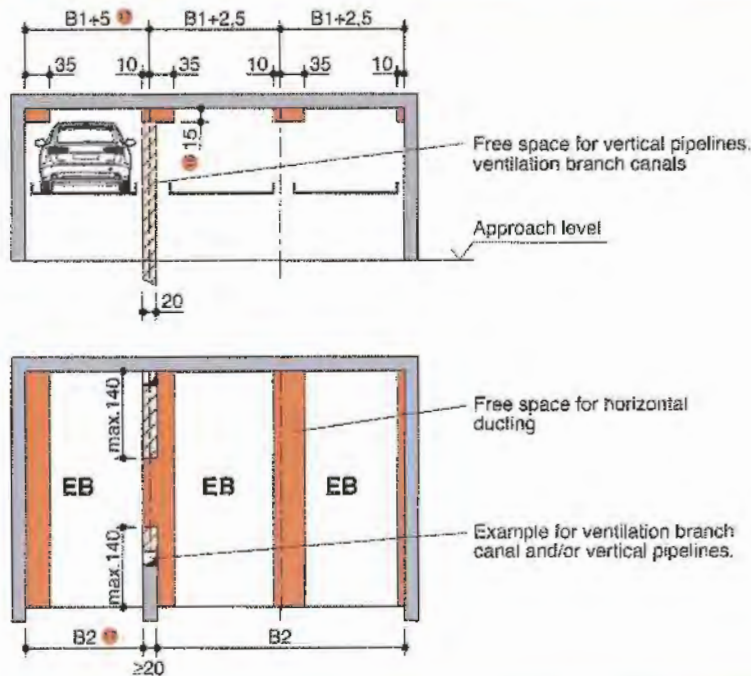 B1+5 B1+2,5 B1+2,5
35 10 35 10 35 10
15
Free space for vertical pipelines,
ventilation branch canals
Approach level
20
max.140
Free space for horizontal
ducting
EB EB EB
max.140
Example for ventilation branch
canal and/or vertical pipelines.
B2 B2
≥20